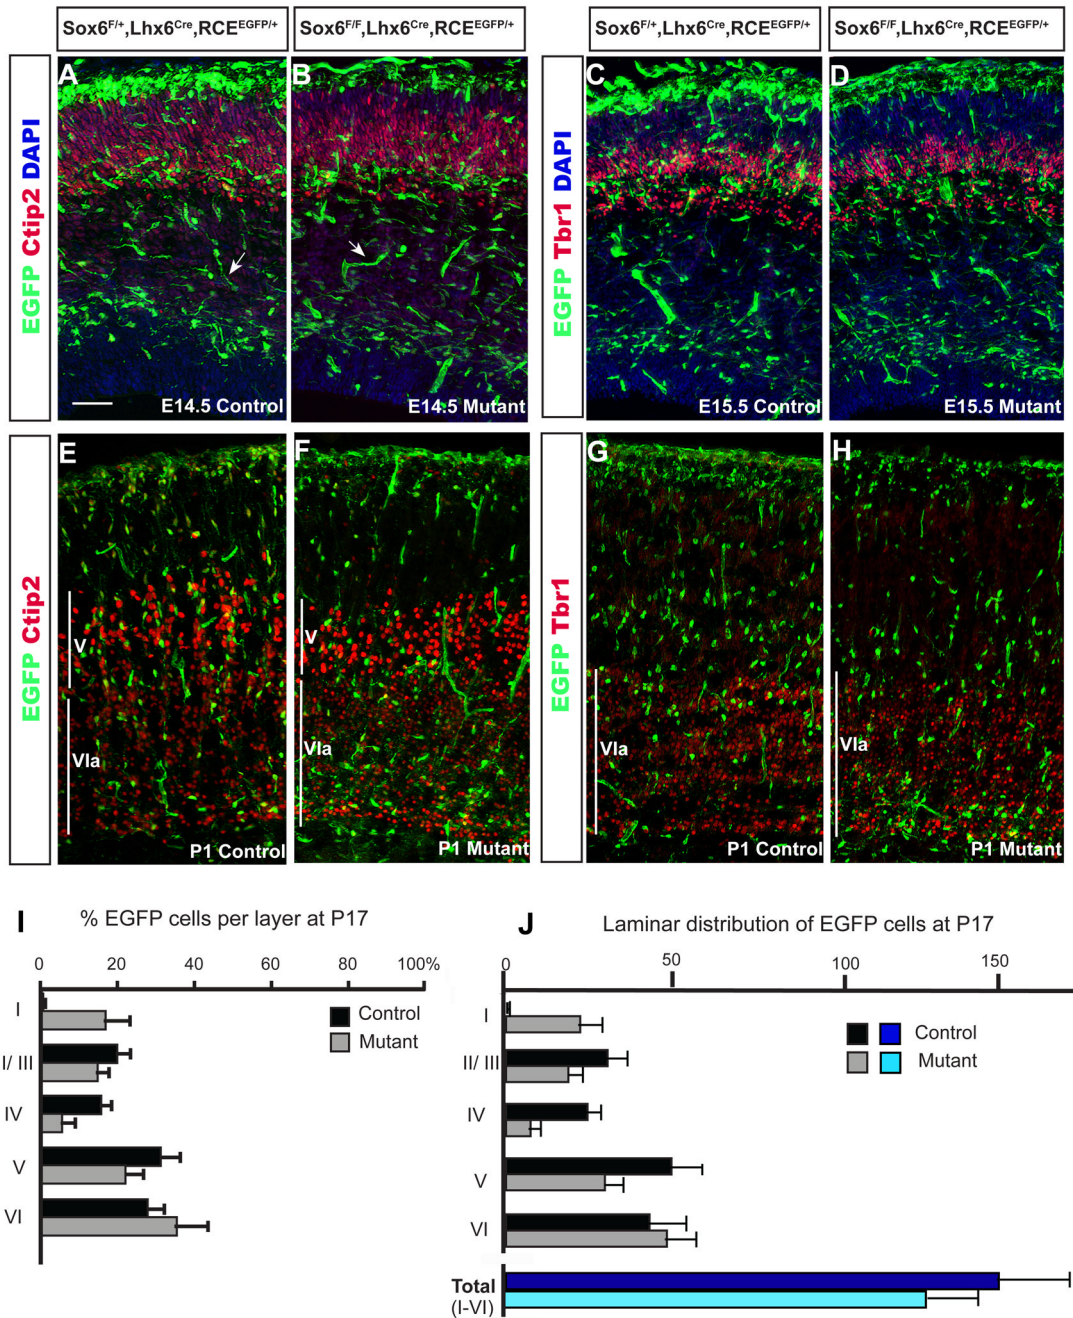 Sox6F/+,Lhx6Cre,RCEEGFP/+
Sox6F/F,Lhx6Cre,RCEEGFP/+
Sox6F/+,Lhx6Cre,RCEEGFP/+
Sox6F/F,Lhx6Cre,RCEEGFP/+
EGFP Ctip2 DAPI
A
E14.5 Control
B
E14.5 Mutant
EGFP Tbr1 DAPI
C
E15.5 Control
D
E15.5 Mutant
EGFP Ctip2
E
V
VIa
P1 Control
F
V
VIa
P1 Mutant
EGFP Tbr1
G
VIa
P1 Control
H
VIa
P1 Mutant
I
% EGFP cells per layer at P17
0 20 40 60 80 100%
I
I/ III
IV
V
VI
Control
Mutant
J
Laminar distribution of EGFP cells at P17
0 50 100 150
I
II/ III
IV
V
VI
Total
(I-VI)
Control
Mutant